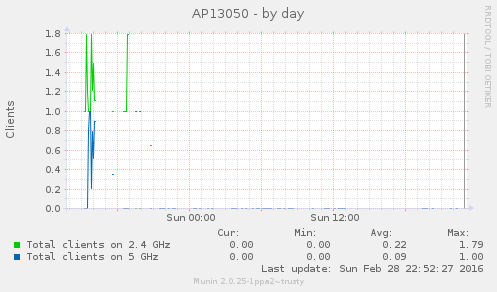 AP13050 - by day
RRDTOOL / TOBI OETIKER
Clients
1.8
1.6
1.4
1.2
1.0
0.8
0.6
0.4
0.2
0.0
Sun 00:00 Sun 12:00
Cur: Min: Avg: Max:
Total clients on 2.4 GHz 0.00 0.00 0.22 1.79
Total clients on 5 GHz 0.00 0.00 0.09 1.00
Last update: Sun Feb 28 22:52:27 2016
Munin 2.0.25-1ppa2~trusty